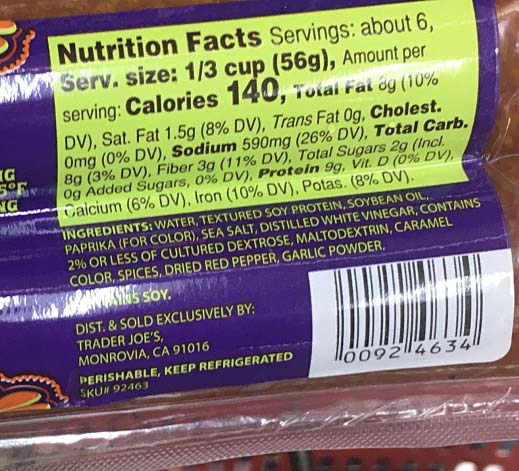 Nutrition Facts Servings: about 6,
Serv. size: 1/3 cup (56g), Amount per
serving: Calories 140, Total Fat 8g (10%
DV), Sat. Fat 1.5g (8% DV), Trans Fat 0g, Cholest.
0mg (0% DV), Sodium 590mg (26% DV), Total Carb.
8g (3% DV), Fiber 3g (11% DV), Total Sugars 2g (Incl.
0g Added Sugars, 0% DV), Protein 9g, Vit. D (0% DV),
Calcium (6% DV), Iron (10% DV), Potas. (8% DV).
INGREDIENTS: WATER, TEXTURED SOY PROTEIN, SOYBEAN OIL,
PAPRIKA (FOR COLOR), SEA SALT, DISTILLED WHITE VINEGAR, CONTAINS
2% OR LESS OF CULTURED DEXTROSE, MALTODEXTRIN, CARAMEL
COLOR, SPICES, DRIED RED PEPPER, GARLIC POWDER.
SOY.
DIST. & SOLD EXCLUSIVELY BY:
TRADER JOE'S,
MONROVIA, CA 91016
PERISHABLE, KEEP REFRIGERATED
SKU# 92463
0092 4634